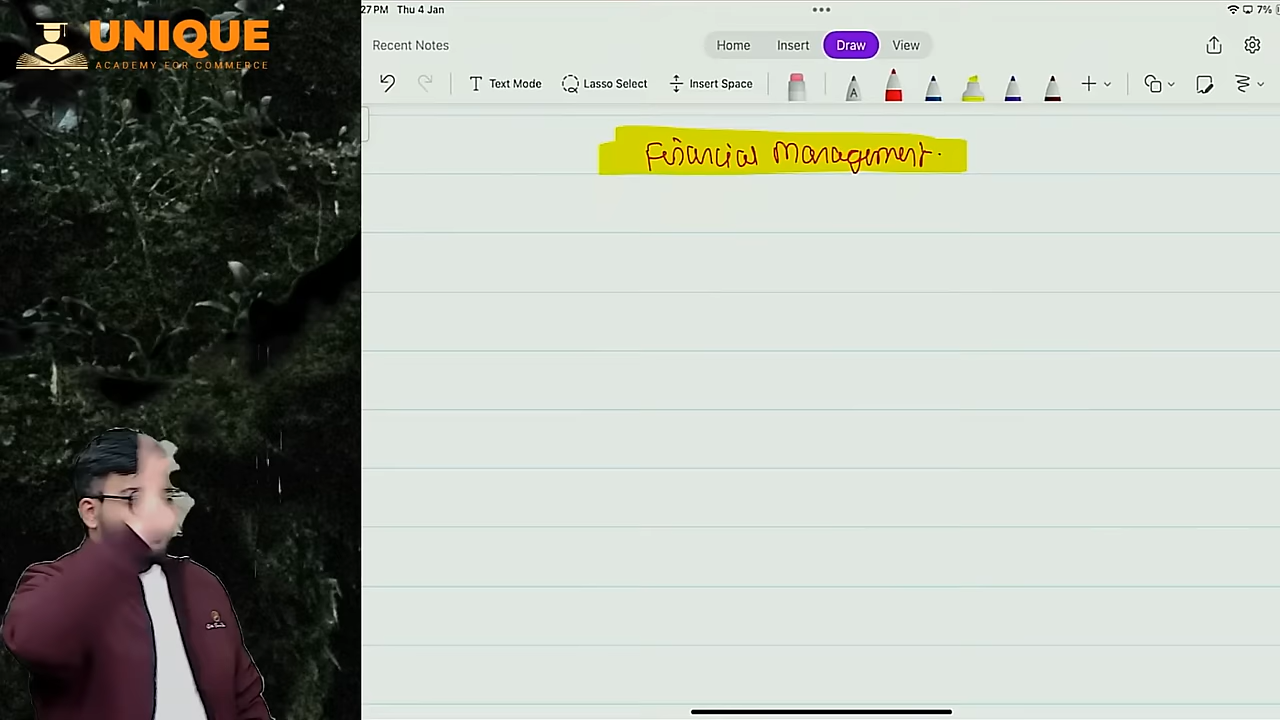 UNIQUE
ACADEMY FOR COMMERCE
27 PM Thu 4 Jan
7%
Recent Notes
Home
Insert
Draw
View
Text Mode
Lasso Select
Insert Space
A
Financial Management.